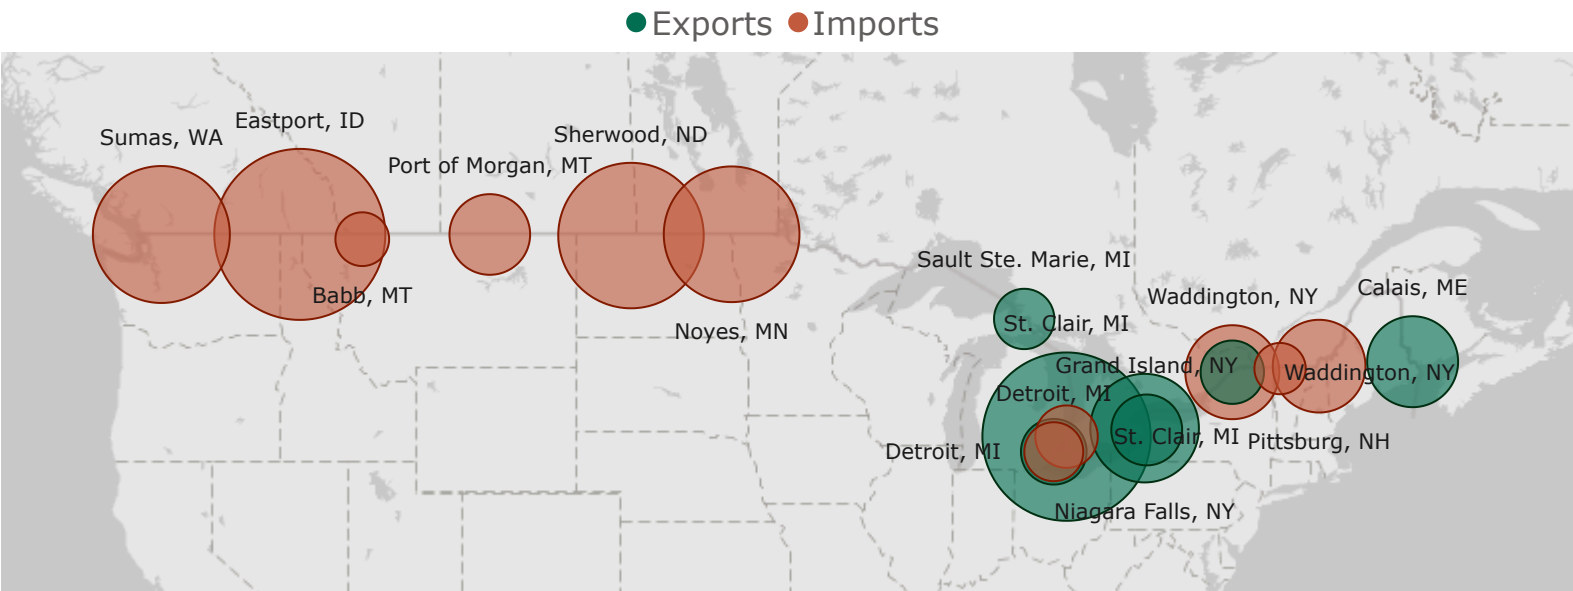 Exports Imports
Sumas, WA
Eastport, ID
Sherwood, ND
Port of Morgan, MT
Babb, MT
Noyes, MN
Sault Ste. Marie, MI
Waddington, NY
Calais, ME
St. Clair, MI
Grand Island, NY
Waddington, NY
Detroit, MI
St. Clair, MI
Pittsburg, NH
Detroit, MI
Niagara Falls, NY